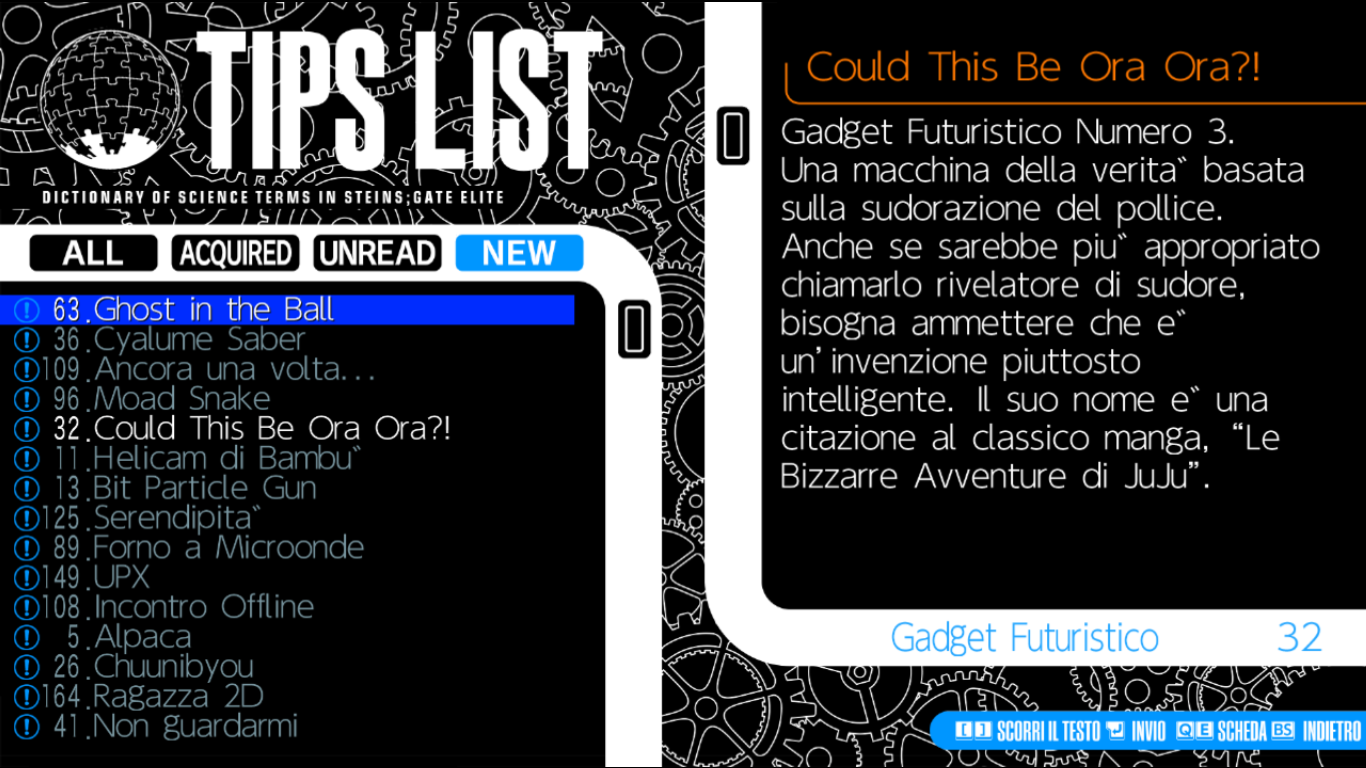 TIPS LIST
DICTIONARY OF SCIENCE TERMS IN STEINS;GATE ELITE
ALL ACQUIRED UNREAD NEW
! 63.Ghost in the Ball
! 36.Cyalume Saber
! 109.Ancora una volta...
! 96.Moad Snake
! 32.Could This Be Ora Ora?!
! 11.Helicam di Bambu`
! 13.Bit Particle Gun
! 125.Serendipita`
! 89.Forno a Microonde
! 149.UPX
! 108.Incontro Offline
! 5.Alpaca
! 26.Chuunibyou
! 164.Ragazza 2D
! 41.Non guardarmi
Could This Be Ora Ora?!
Gadget Futuristico Numero 3.
Una macchina della verita` basata
sulla sudorazione del pollice.
Anche se sarebbe piu` appropriato
chiamarlo rivelatore di sudore,
bisogna ammettere che e`
un'invenzione piuttosto
intelligente. Il suo nome e` una
citazione al classico manga, “Le
Bizzarre Avventure di JuJu”.
Gadget Futuristico 32
[ ] SCORRI IL TESTO INVIO Q E SCHEDA BS INDIETRO